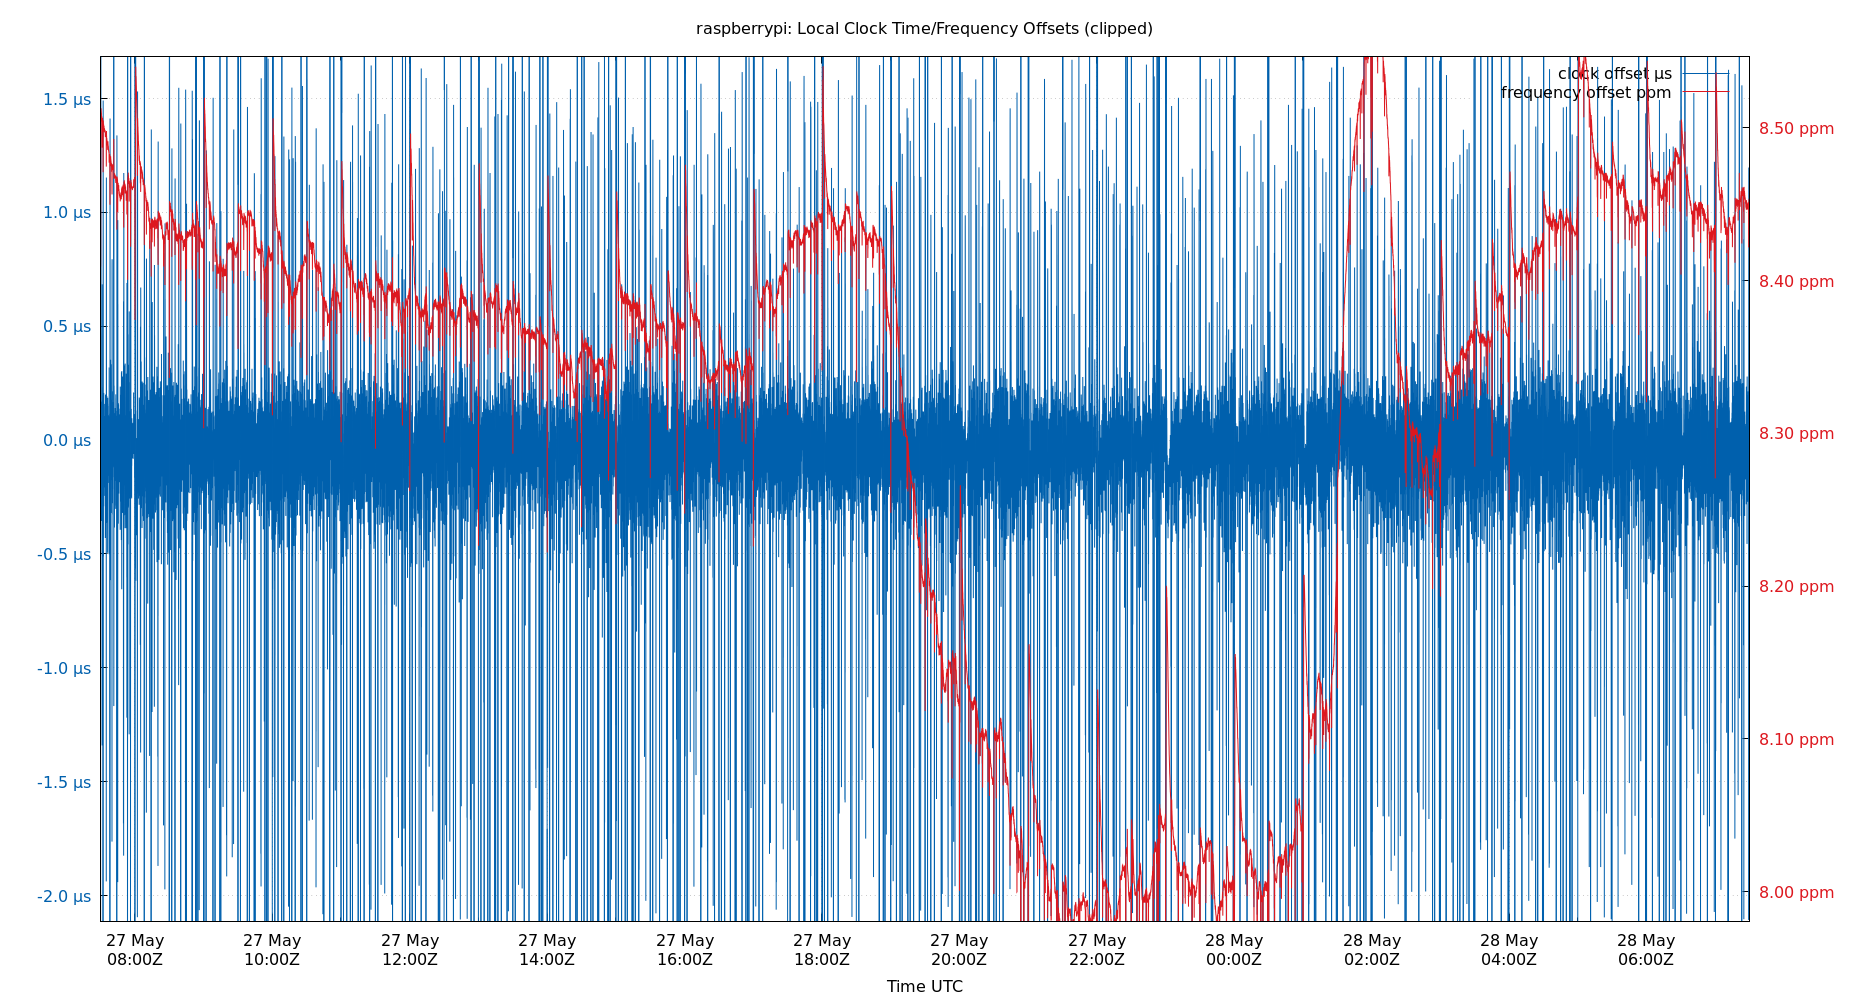 raspberrypi: Local Clock Time/Frequency Offsets (clipped)
clock offset µs
frequency offset ppm
1.5 µs
1.0 µs
0.5 µs
0.0 µs
-0.5 µs
-1.0 µs
-1.5 µs
-2.0 µs
8.50 ppm
8.40 ppm
8.30 ppm
8.20 ppm
8.10 ppm
8.00 ppm
27 May 27 May 27 May 27 May 27 May 27 May 27 May 27 May 28 May 28 May 28 May 28 May
08:00Z 10:00Z 12:00Z 14:00Z 16:00Z 18:00Z 20:00Z 22:00Z 00:00Z 02:00Z 04:00Z 06:00Z
Time UTC